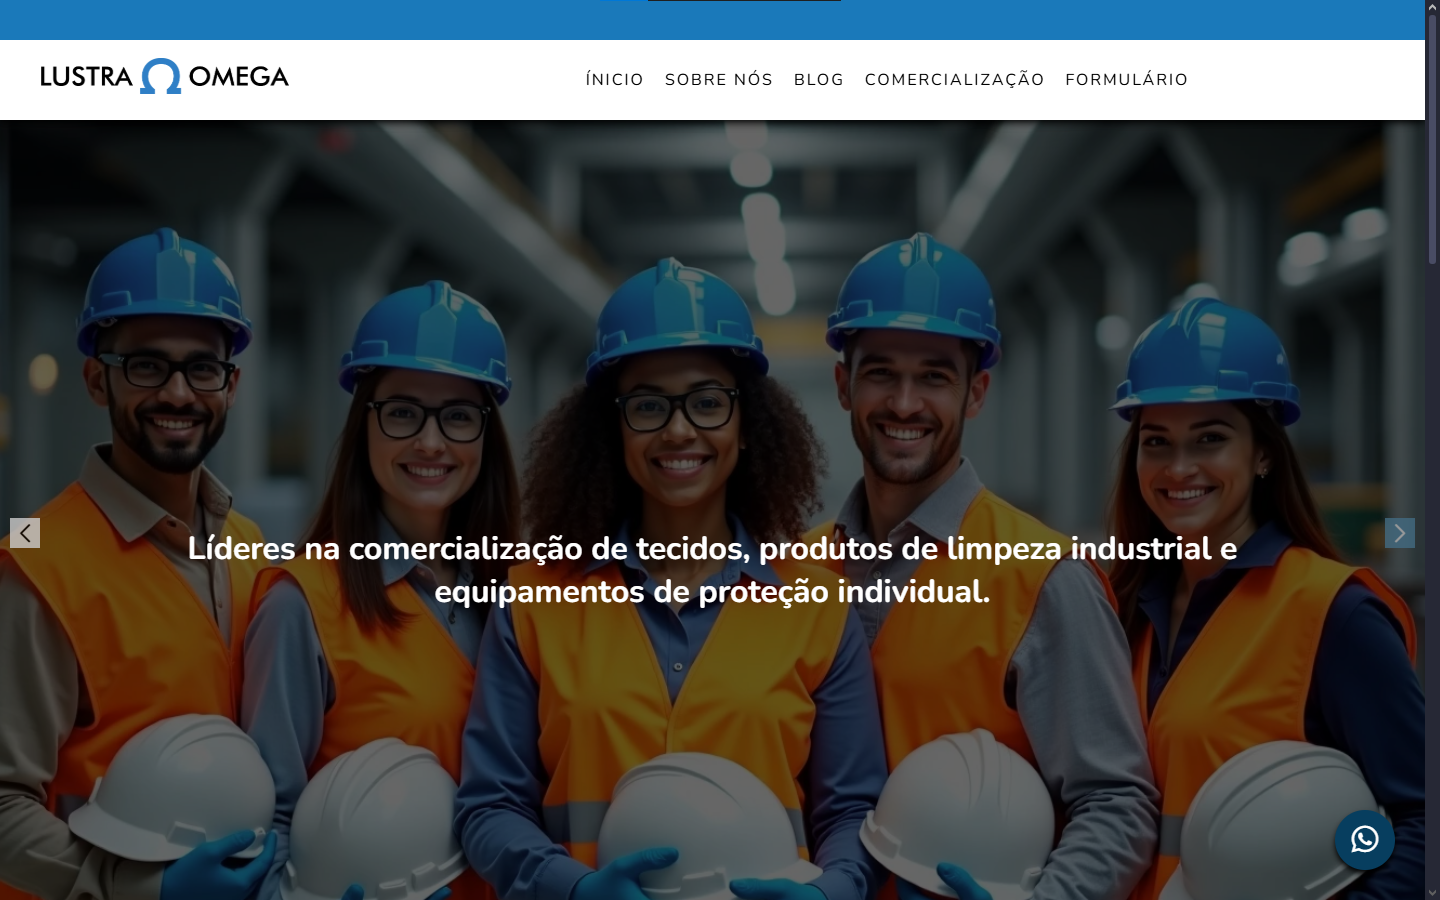 LUSTRA Ω OMEGA
ÍNICIO SOBRE NÓS BLOG COMERCIALIZAÇÃO FORMULÁRIO
Líderes na comercialização de tecidos, produtos de limpeza industrial e
equipamentos de proteção individual.